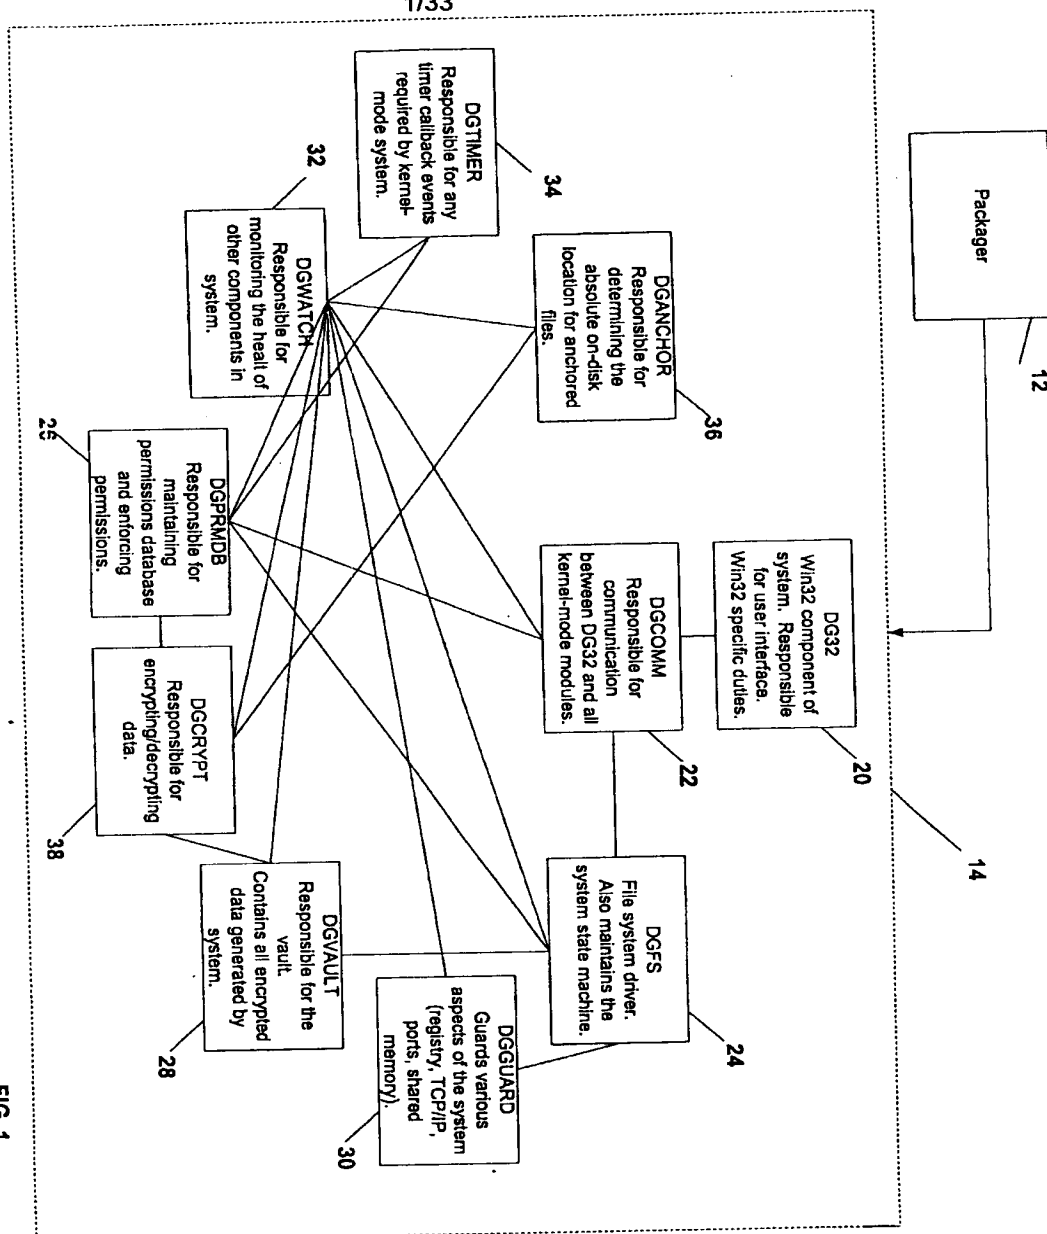 1/33
Packager
12
14
DG32
Win32 component of
system. Responsible
for user interface.
Win32 specific duties.
20
DGANCHOR
Responsible for
determining the
absolute on-disk
location for anchored
files.
36
DGCOMM
Responsible for
communication
between DG32 and all
kernel-mode modules.
22
DGFS
File system driver.
Also maintains the
system state machine.
24
DGTIMER
Responsible for any
timer callback events
required by kernel-
mode system.
34
DGGUARD
Guards various
aspects of the system
(registry, TCP/IP,
ports, shared
memory).
30
DGWATCH
Responsible for
monitoring the healt of
other components in
system.
32
DGVAULT
Responsible for the
vault.
Contains all encrypted
data generated by
system.
28
DGPRMDB
Responsible for
maintaining
permissions database
and enforcing
permissions.
26
DGCRYPT
Responsible for
encrypting/decrypting
data.
38
FIG. 1